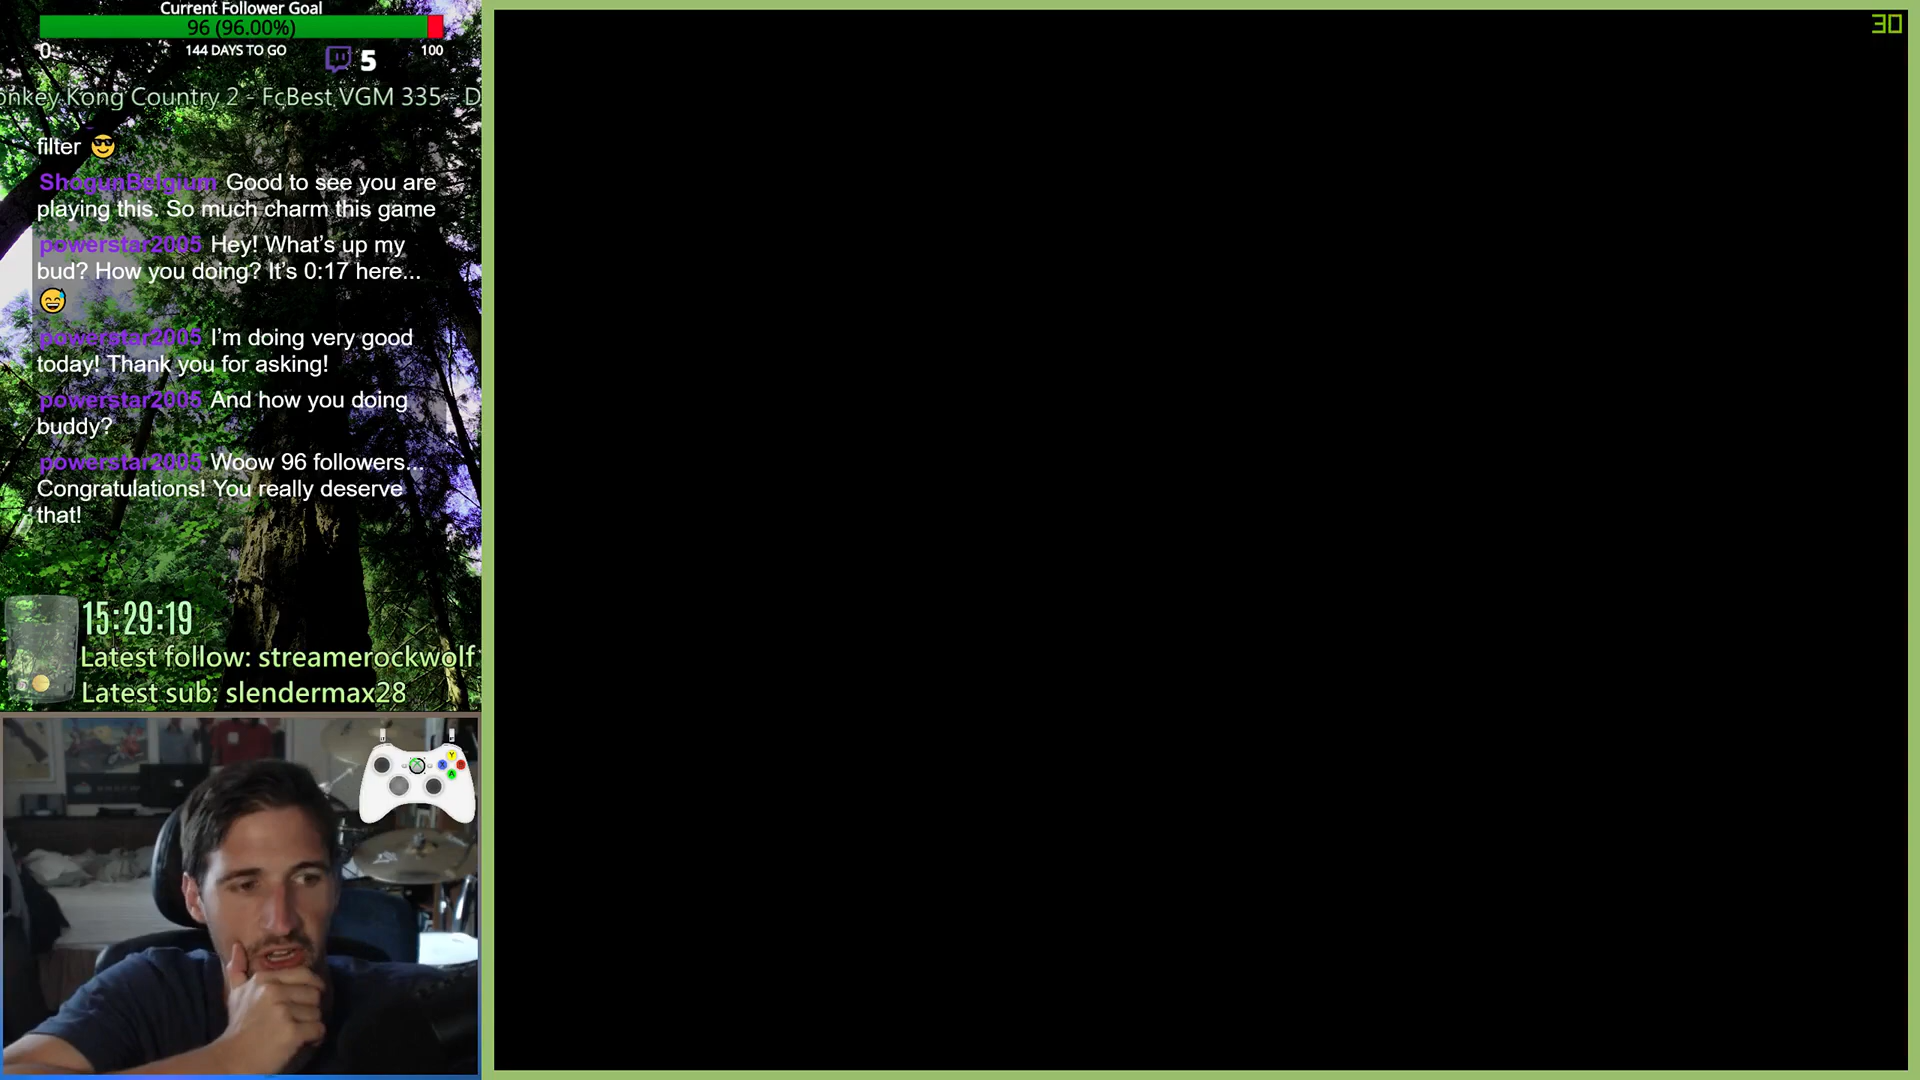 Current Follower Goal
96 (96.00%)
0
144 DAYS TO GO
100
5
onkey Kong Country 2 - FcBest VGM 335 - D
filter 😎
ShogunBelgium Good to see you are
playing this. So much charm this game
powerstar2005 Hey! What's up my
bud? How you doing? It's 0:17 here...
😅
powerstar2005 I'm doing very good
today! Thank you for asking!
powerstar2005 And how you doing
buddy?
powerstar2005 Woow 96 followers...
Congratulations! You really deserve
that!
15:29:19
Latest follow: streamerockwolf
Latest sub: slendermax28
Y
X
B
A
30